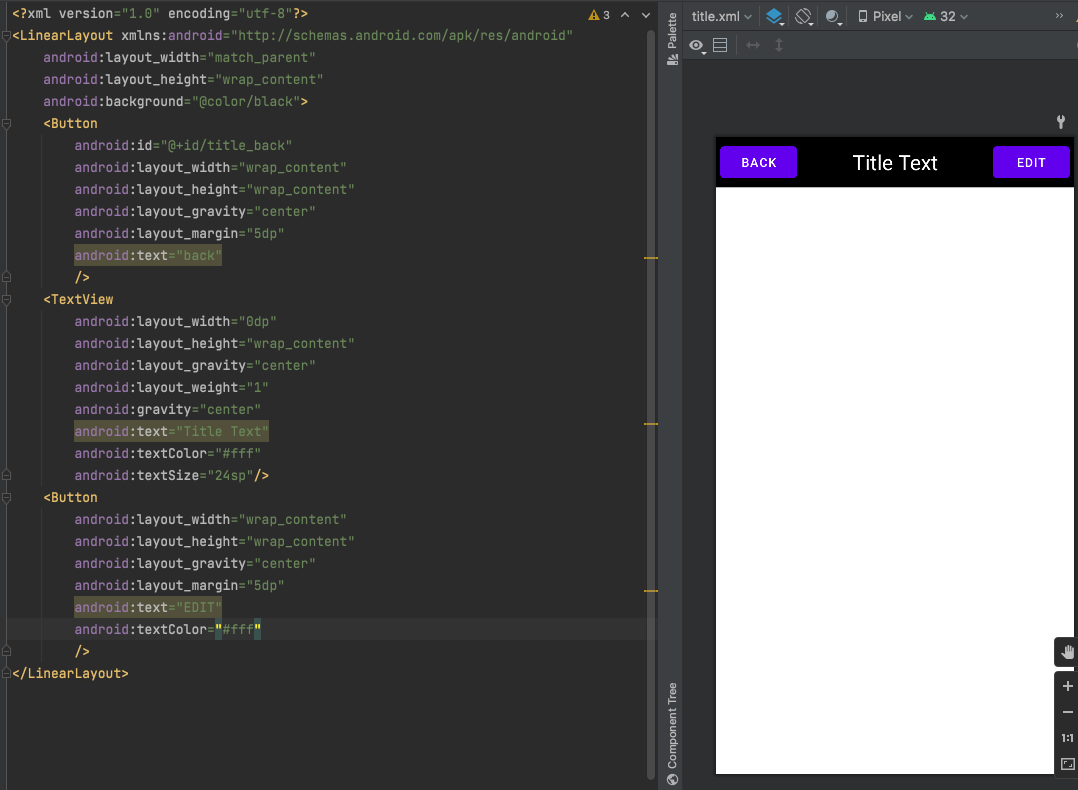 <?xml version="1.0" encoding="utf-8"?>
<LinearLayout xmlns:android="http://schemas.android.com/apk/res/android"
    android:layout_width="match_parent"
    android:layout_height="wrap_content"
    android:background="@color/black">
    <Button
        android:id="@+id/title_back"
        android:layout_width="wrap_content"
        android:layout_height="wrap_content"
        android:layout_gravity="center"
        android:layout_margin="5dp"
        android:text="back"
        />
    <TextView
        android:layout_width="0dp"
        android:layout_height="wrap_content"
        android:layout_gravity="center"
        android:layout_weight="1"
        android:gravity="center"
        android:text="Title Text"
        android:textColor="#fff"
        android:textSize="24sp"/>
    <Button
        android:layout_width="wrap_content"
        android:layout_height="wrap_content"
        android:layout_gravity="center"
        android:layout_margin="5dp"
        android:text="EDIT"
        android:textColor="#fff"
        />
</LinearLayout>
3
Palette
Component Tree
title.xml Pixel 32 »
BACK Title Text EDIT
1:1